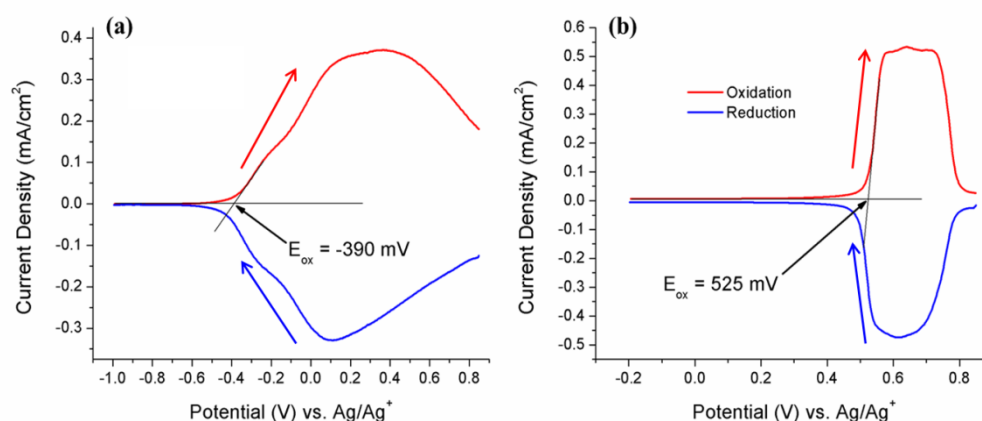 (a)
0.4
0.3
0.2
0.1
0.0
-0.1
-0.2
-0.3
Current Density (mA/cm²)
E_ox = -390 mV
-1.0 -0.8 -0.6 -0.4 -0.2 0.0 0.2 0.4 0.6 0.8
Potential (V) vs. Ag/Ag⁺
(b)
0.6
0.5
0.4
0.3
0.2
0.1
0.0
-0.1
-0.2
-0.3
-0.4
-0.5
Current Density (mA/cm²)
Oxidation
Reduction
E_ox = 525 mV
-0.2 0.0 0.2 0.4 0.6 0.8
Potential (V) vs. Ag/Ag⁺